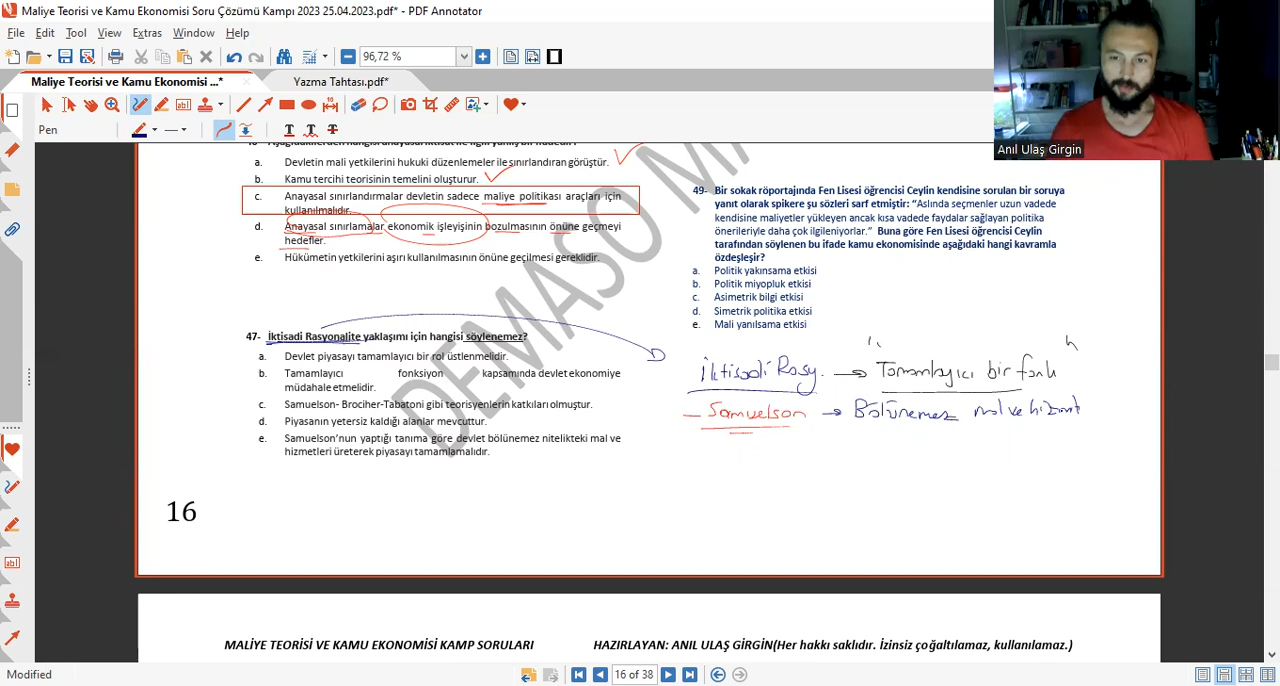 Maliye Teorisi ve Kamu Ekonomisi Soru Çözümü Kampı 2023 25.04.2023.pdf* - PDF Annotator
File Edit Tool View Extras Window Help
96,72 %
Maliye Teorisi ve Kamu Ekonomisi ...*
Yazma Tahtası.pdf*
Pen
Anıl Ulaş Girgin
a. Devletin mali yetkilerini hukuki düzenlemeler ile sınırlandıran görüştür.
b. Kamu tercihi teorisinin temelini oluşturur.
c. Anayasal sınırlandırmalar devletin sadece maliye politikası araçları için
kullanılmalıdır.
d. Anayasal sınırlamalar ekonomik işleyişinin bozulmasının önüne geçmeyi
hedefler.
e. Hükümetin yetkilerini aşırı kullanılmasının önüne geçilmesi gereklidir.
47- İktisadi Rasyonalite yaklaşımı için hangisi söylenemez?
a. Devlet piyasayı tamamlayıcı bir rol üstlenmelidir.
b. Tamamlayıcı fonksiyon kapsamında devlet ekonomiye
müdahale etmelidir.
c. Samuelson- Brociher-Tabatoni gibi teorisyenlerin katkıları olmuştur.
d. Piyasanın yetersiz kaldığı alanlar mevcuttur.
e. Samuelson'nun yaptığı tanıma göre devlet bölünemez nitelikteki mal ve
hizmetleri üreterek piyasayı tamamlamalıdır.
16
49- Bir sokak röportajında Fen Lisesi öğrencisi Ceylin kendisine sorulan bir soruya
yanıt olarak spikere şu sözleri sarf etmiştir: "Aslında seçmenler uzun vadede
kendisine maliyetler yükleyen ancak kısa vadede faydalar sağlayan politika
önerileriyle daha çok ilgileniyorlar." Buna göre Fen Lisesi öğrencisi Ceylin
tarafından söylenen bu ifade kamu ekonomisinde aşağıdaki hangi kavramla
özdeşleşir?
a. Politik yakınsama etkisi
b. Politik miyopluk etkisi
c. Asimetrik bilgi etkisi
d. Simetrik politika etkisi
e. Mali yanılsama etkisi
İktisadi Rasy. → Tamamlayıcı bir fonk
- Samuelson → Bölünemez mal ve hizmet
MALİYE TEORİSİ VE KAMU EKONOMİSİ KAMP SORULARI
HAZIRLAYAN: ANIL ULAŞ GİRGİN(Her hakkı saklıdır. İzinsiz çoğaltılamaz, kullanılamaz.)
DEMASO MA
Modified
16 of 38